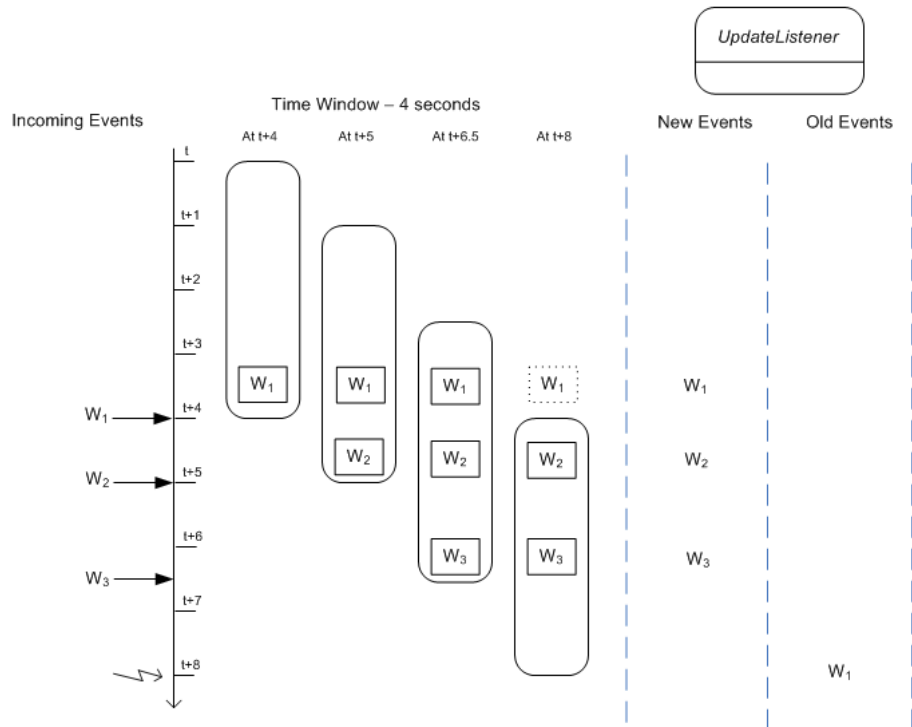 UpdateListener
Time Window – 4 seconds
Incoming Events
New Events
Old Events
At t+4
At t+5
At t+6.5
At t+8
t
t+1
t+2
t+3
W1
W1
W1
W1
W1
W1
t+4
W2
W2
W2
W2
W2
t+5
t+6
W3
W3
W3
W3
t+7
t+8
W1